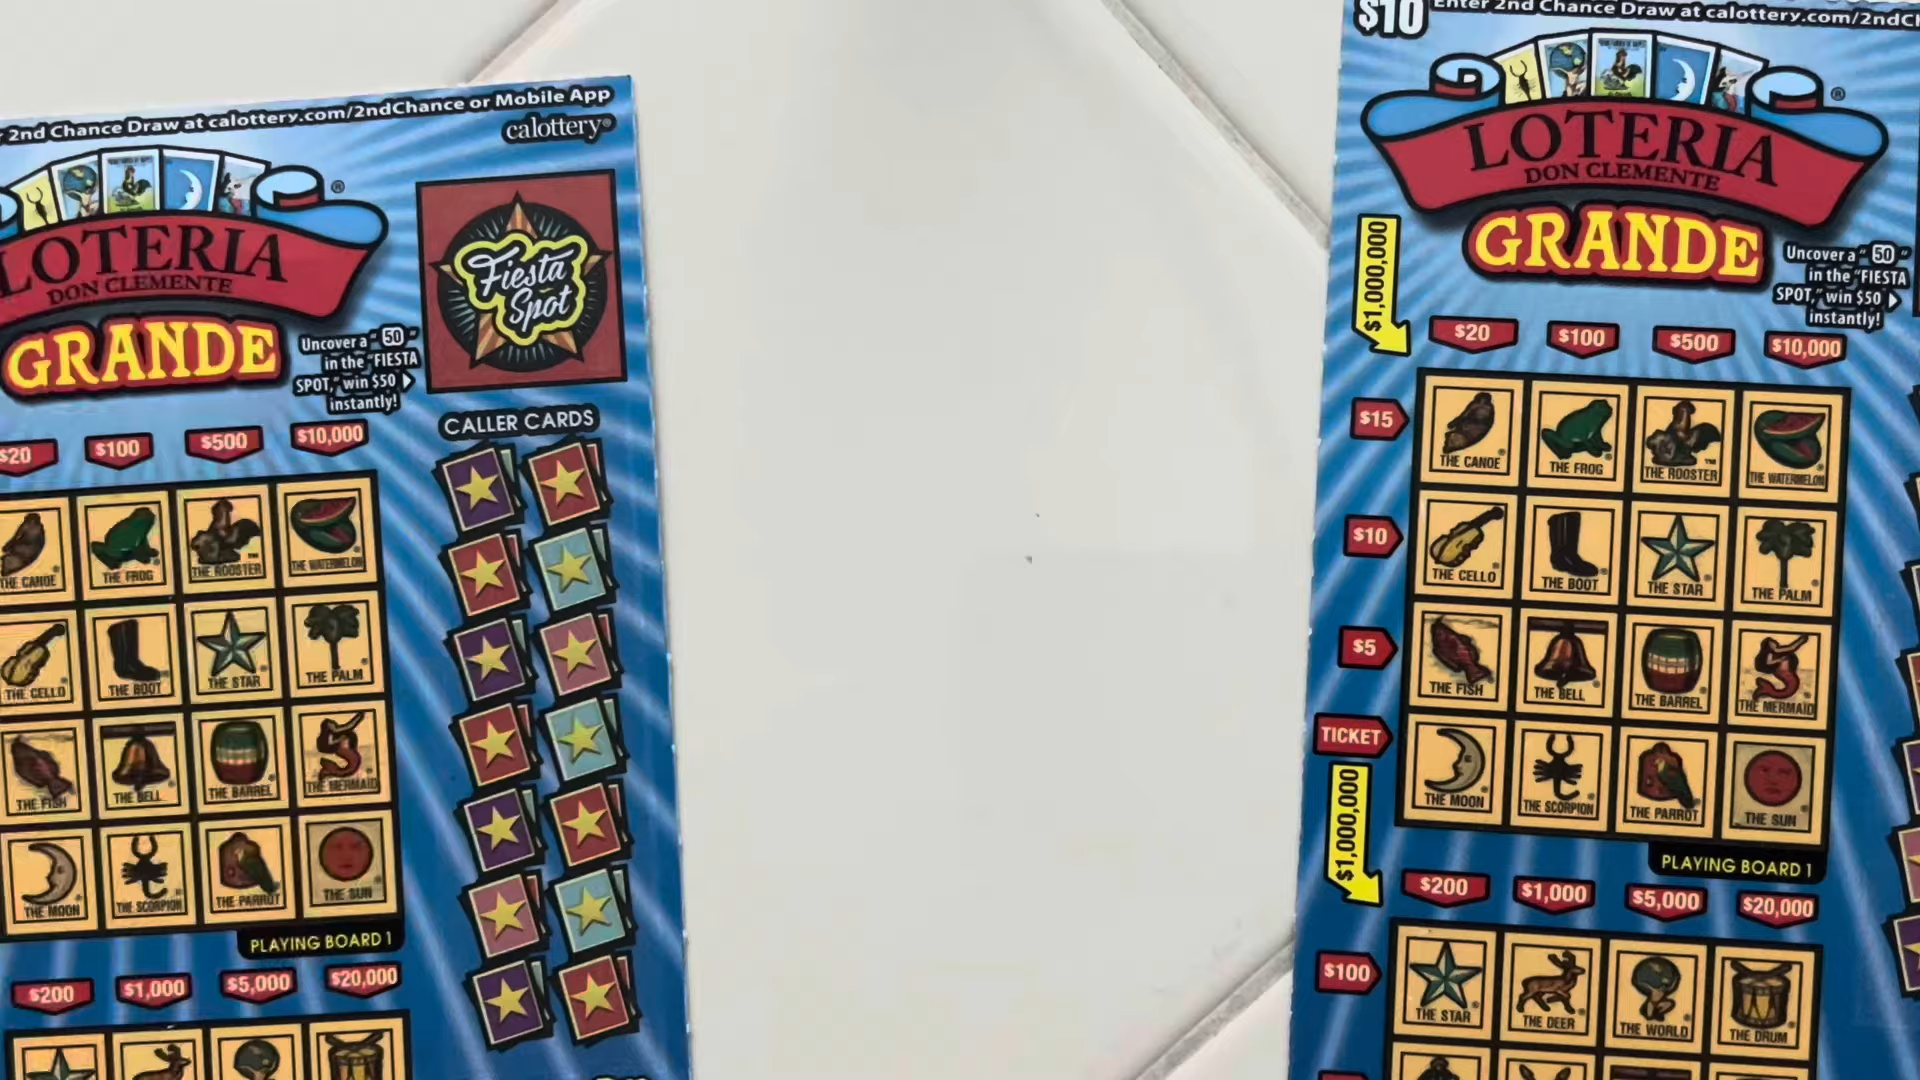 2nd Chance Draw at calottery.com/2ndChance or Mobile App
calottery®
LOTERIA ®
DON CLEMENTE
GRANDE
Uncover a "50"
in the "FIESTA
SPOT," win $50
instantly!
Fiesta
Spot
CALLER CARDS
$20 $100 $500 $10,000
THE CANOE THE FROG THE ROOSTER™ THE WATERMELON
THE CELLO THE BOOT THE STAR THE PALM
THE FISH THE BELL THE BARREL THE MERMAID
THE MOON THE SCORPION THE PARROT THE SUN
PLAYING BOARD 1
$200 $1,000 $5,000 $20,000
$10 Enter 2nd Chance Draw at calottery.com/2ndC
LOTERIA ®
DON CLEMENTE
GRANDE
Uncover a "50"
in the "FIESTA
SPOT," win $50
instantly!
$1,000,000
$20 $100 $500 $10,000
$15 THE CANOE THE FROG THE ROOSTER™ THE WATERMELON
$10 THE CELLO THE BOOT THE STAR THE PALM
$5 THE FISH THE BELL THE BARREL THE MERMAID
TICKET THE MOON THE SCORPION THE PARROT THE SUN
PLAYING BOARD 1
$1,000,000
$200 $1,000 $5,000 $20,000
$100 THE STAR THE DEER THE WORLD THE DRUM